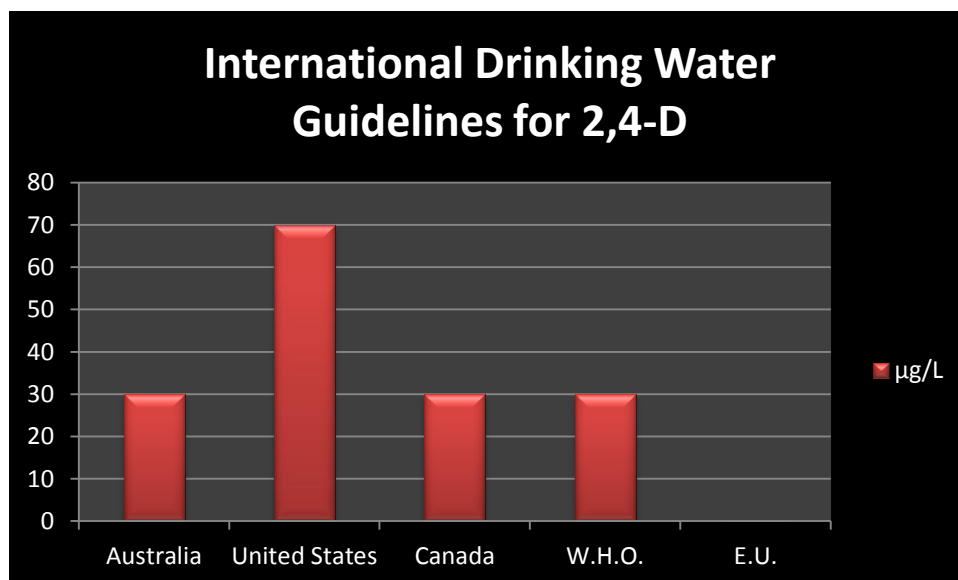 International Drinking Water
Guidelines for 2,4-D
80
70
60
50
40
30
20
10
0
Australia United States Canada W.H.O. E.U.
µg/L